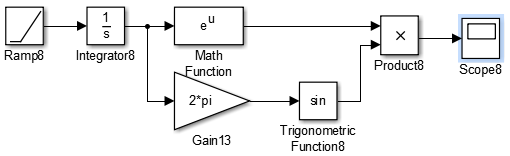 1
s
e^u
Ramp8
Integrator8
Math
Function
×
Product8
Scope8
2*pi
sin
Gain13
Trigonometric
Function8